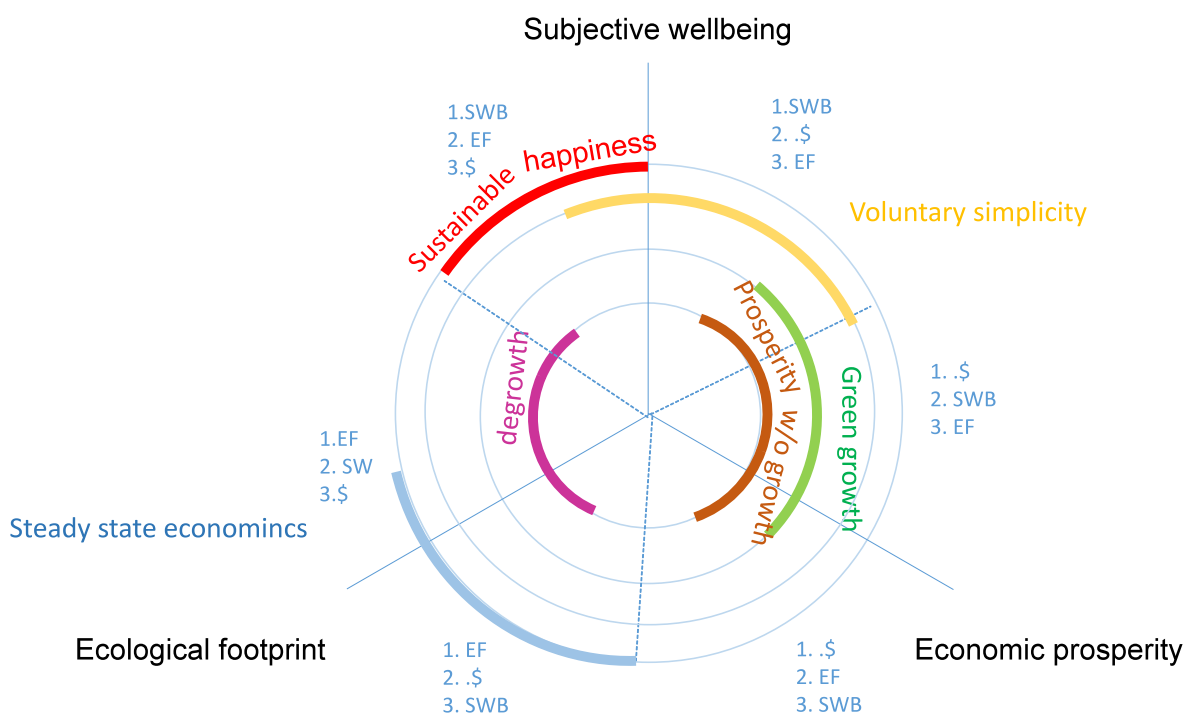 Subjective wellbeing
1.SWB
2. EF
3.$
1.SWB
2. .$
3. EF
Sustainable happiness
Voluntary simplicity
Prosperity w/o growth
degrowth
Green growth
1. .$
2. SWB
3. EF
1.EF
2. SW
3.$
Steady state economincs
Ecological footprint
Economic prosperity
1. EF
2. .$
3. SWB
1. .$
2. EF
3. SWB